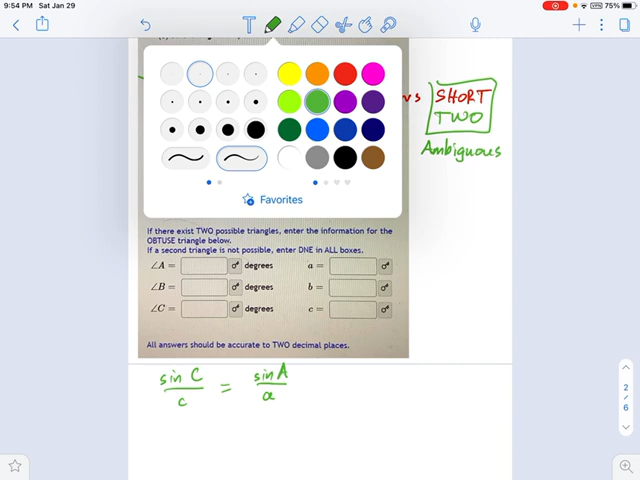 9:54 PM Sat Jan 29
75%
VS SHORT
TWO
Ambiguous
Favorites
If there exist TWO possible triangles, enter the information for the
OBTUSE triangle below.
If a second triangle is not possible, enter DNE in ALL boxes.
∠A = degrees a =
∠B = degrees b =
∠C = degrees c =
All answers should be accurate to TWO decimal places.
sin C / c = sin A / a
2
/
6